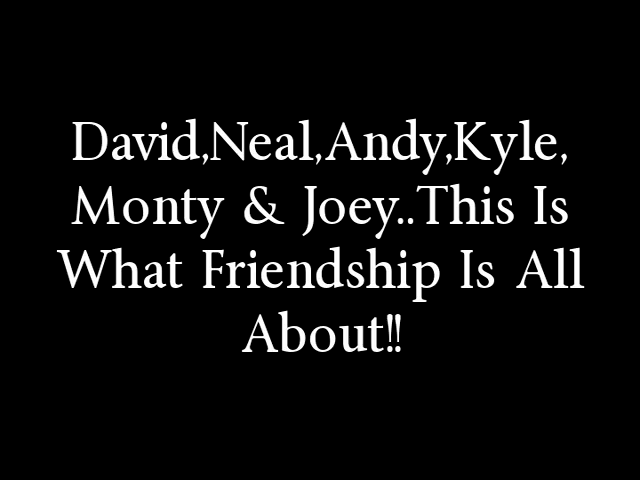 David,Neal,Andy,Kyle,
Monty & Joey..This Is
What Friendship Is All
About!!